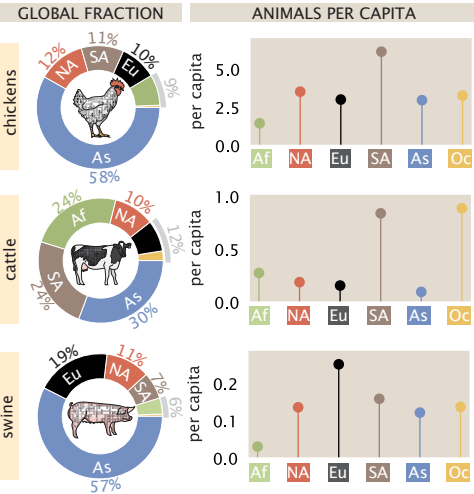 GLOBAL FRACTION
ANIMALS PER CAPITA
chickens
12%
11%
10%
9%
NA
SA
Eu
As
58%
per capita
5.0
2.5
0.0
Af NA Eu SA As Oc
cattle
24%
10%
12%
Af
NA
SA
24%
As
30%
per capita
1.0
0.5
0.0
Af NA Eu SA As Oc
swine
19%
11%
7%
6%
Eu
NA
SA
As
57%
per capita
0.2
0.1
0.0
Af NA Eu SA As Oc